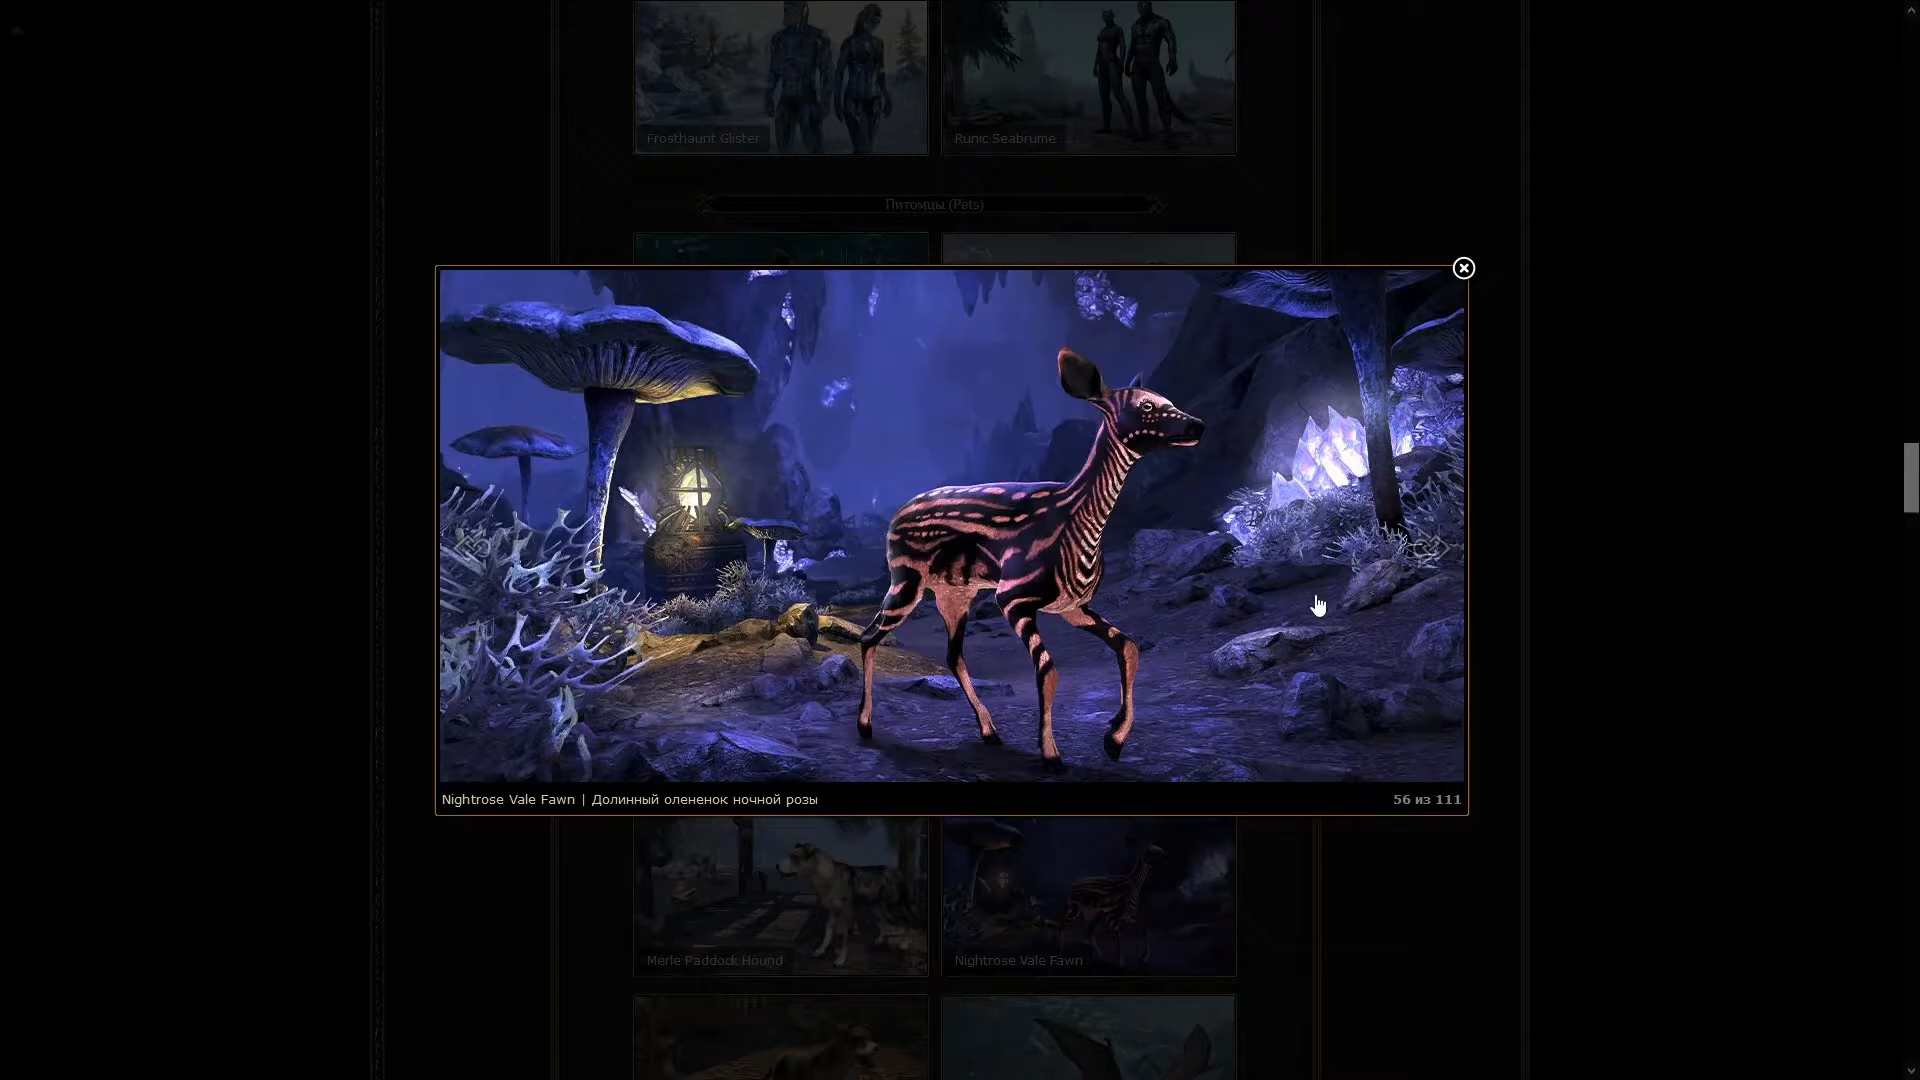 Frosthaunt Glister
Runic Seabrume
Питомцы (Pets)
Nightrose Vale Fawn | Долинный олененок ночной розы
56 из 111
Merle Paddock Hound
Nightrose Vale Fawn